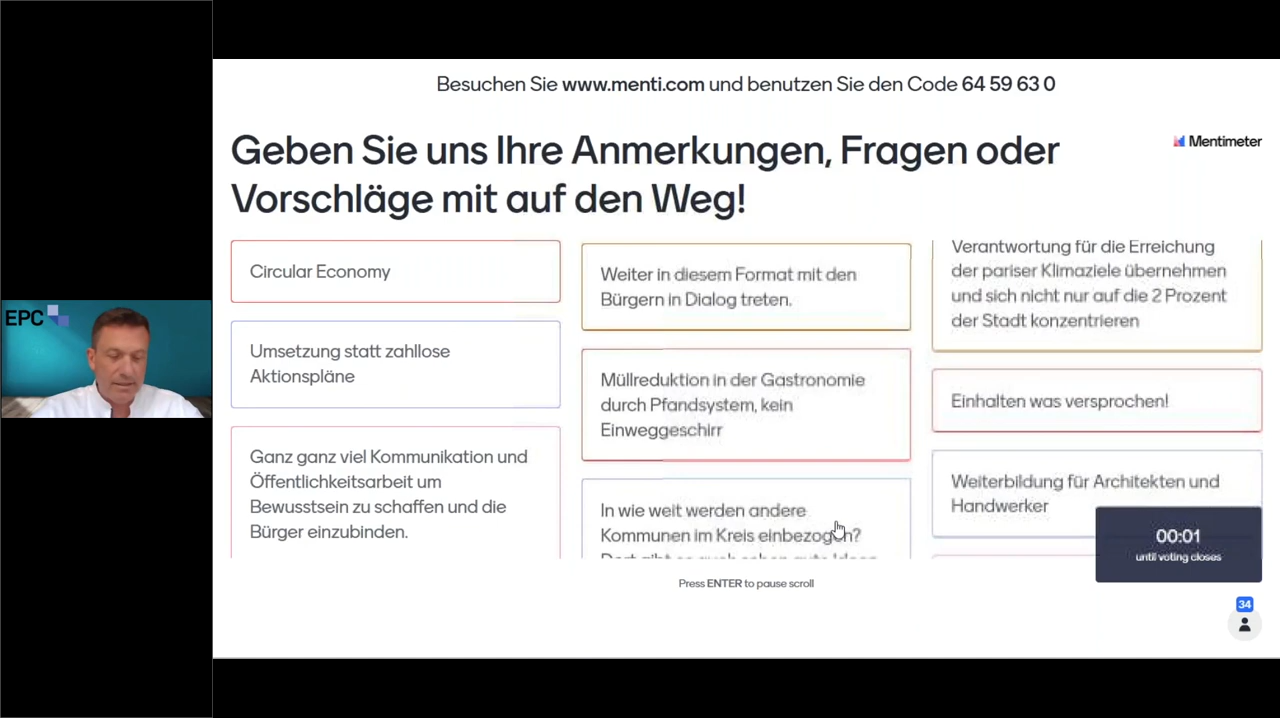 Besuchen Sie www.menti.com und benutzen Sie den Code 64 59 63 0
Geben Sie uns Ihre Anmerkungen, Fragen oder
Vorschläge mit auf den Weg!
Mentimeter
Circular Economy
Umsetzung statt zahllose
Aktionspläne
Ganz ganz viel Kommunikation und
Öffentlichkeitsarbeit um
Bewusstsein zu schaffen und die
Bürger einzubinden.
Weiter in diesem Format mit den
Bürgern in Dialog treten.
Müllreduktion in der Gastronomie
durch Pfandsystem, kein
Einweggeschirr
In wie weit werden andere
Kommunen im Kreis einbezogen?
Verantwortung für die Erreichung
der pariser Klimaziele übernehmen
und sich nicht nur auf die 2 Prozent
der Stadt konzentrieren
Einhalten was versprochen!
Weiterbildung für Architekten und
Handwerker
00:01
until voting closes
Press ENTER to pause scroll
34
EPC